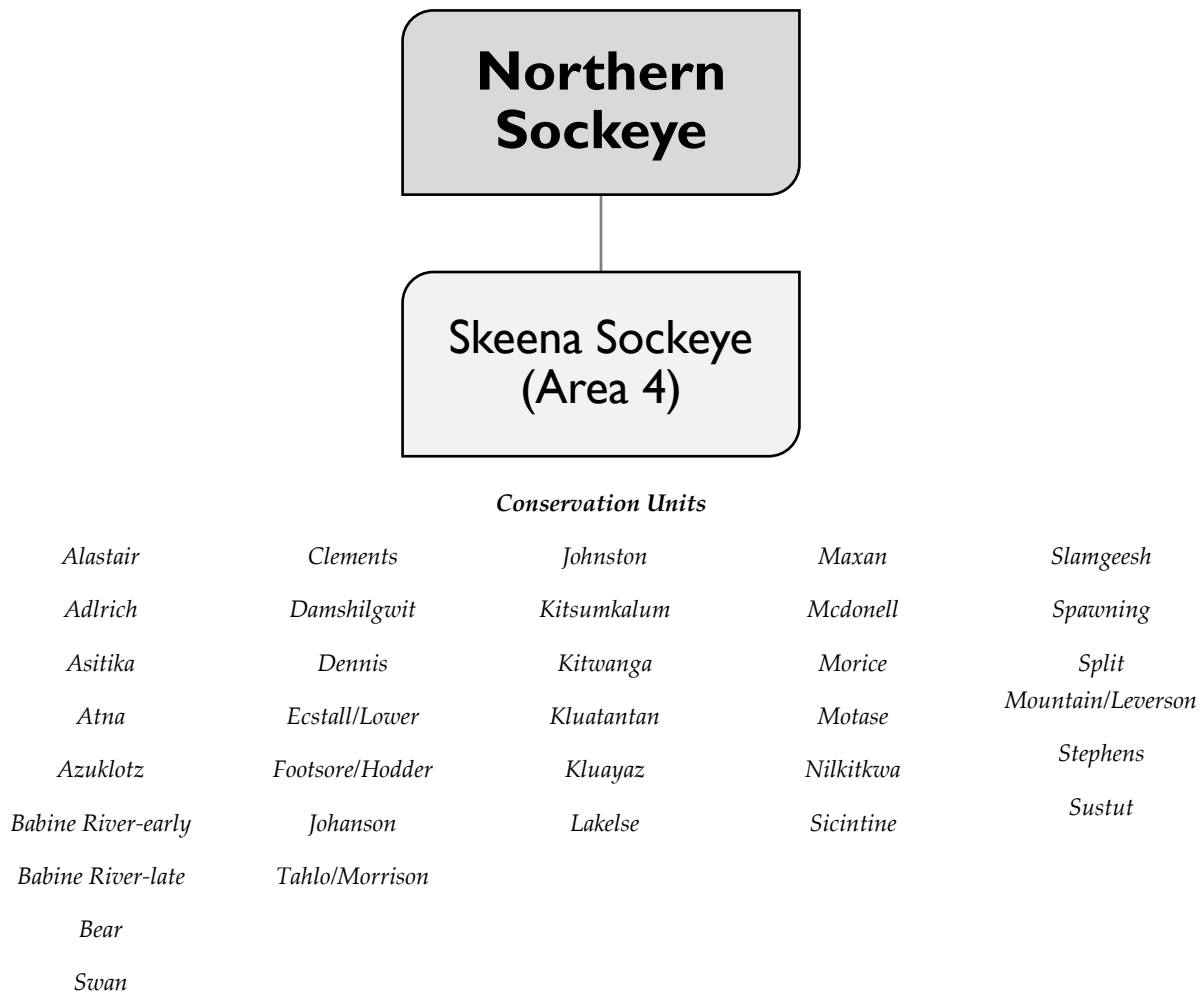 Northern
Sockeye
Skeena Sockeye
(Area 4)
Conservation Units
Alastair
Adlrich
Asitika
Atna
Azuklotz
Babine River-early
Babine River-late
Bear
Swan
Clements
Damshilgwit
Dennis
Ecstall/Lower
Footsore/Hodder
Johanson
Tahlo/Morrison
Johnston
Kitsumkalum
Kitwanga
Kluatantan
Kluayaz
Lakelse
Maxan
Mcdonell
Morice
Motase
Nilkitkwa
Sicintine
Slamgeesh
Spawning
Split
Mountain/Leverson
Stephens
Sustut